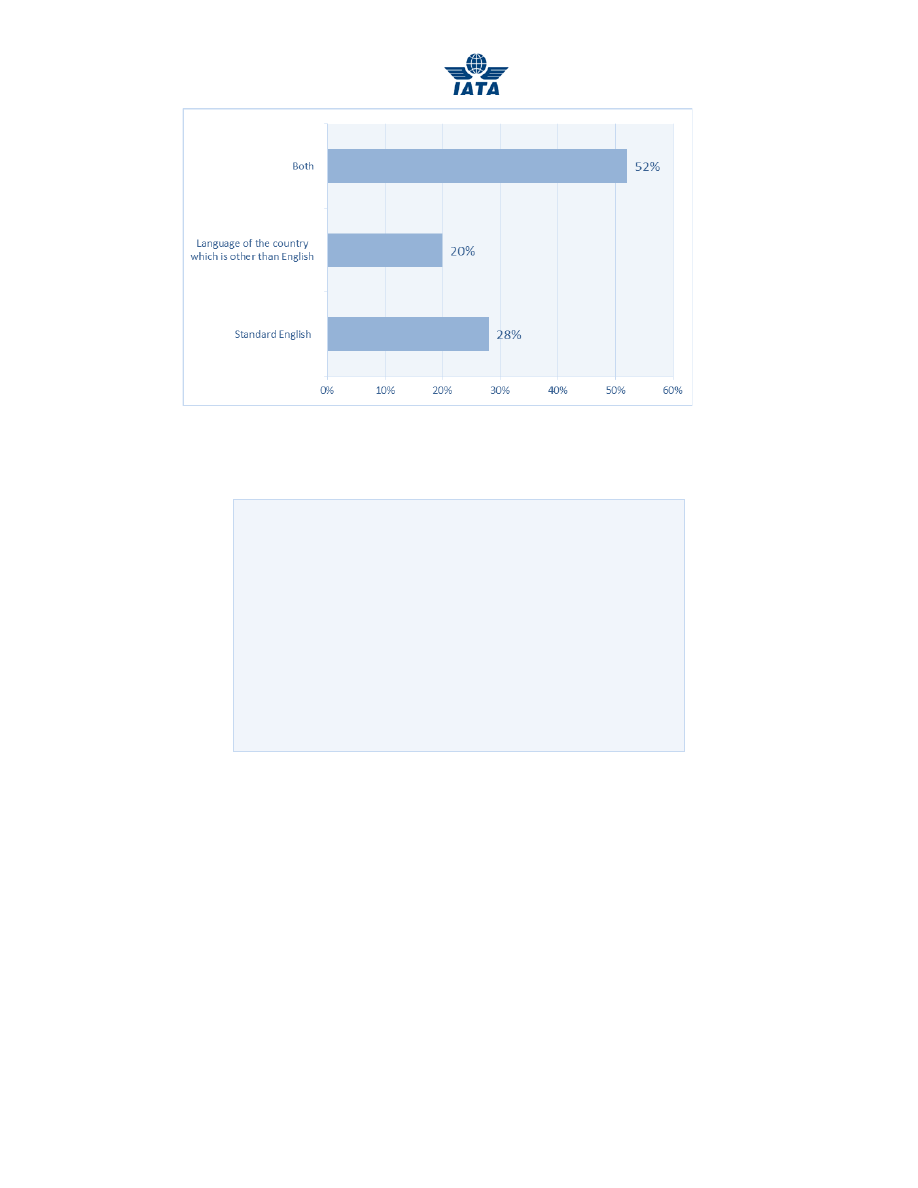 IATA
Both
52%
Language of the country
which is other than English
20%
Standard English
28%
0% 10% 20% 30% 40% 50% 60%